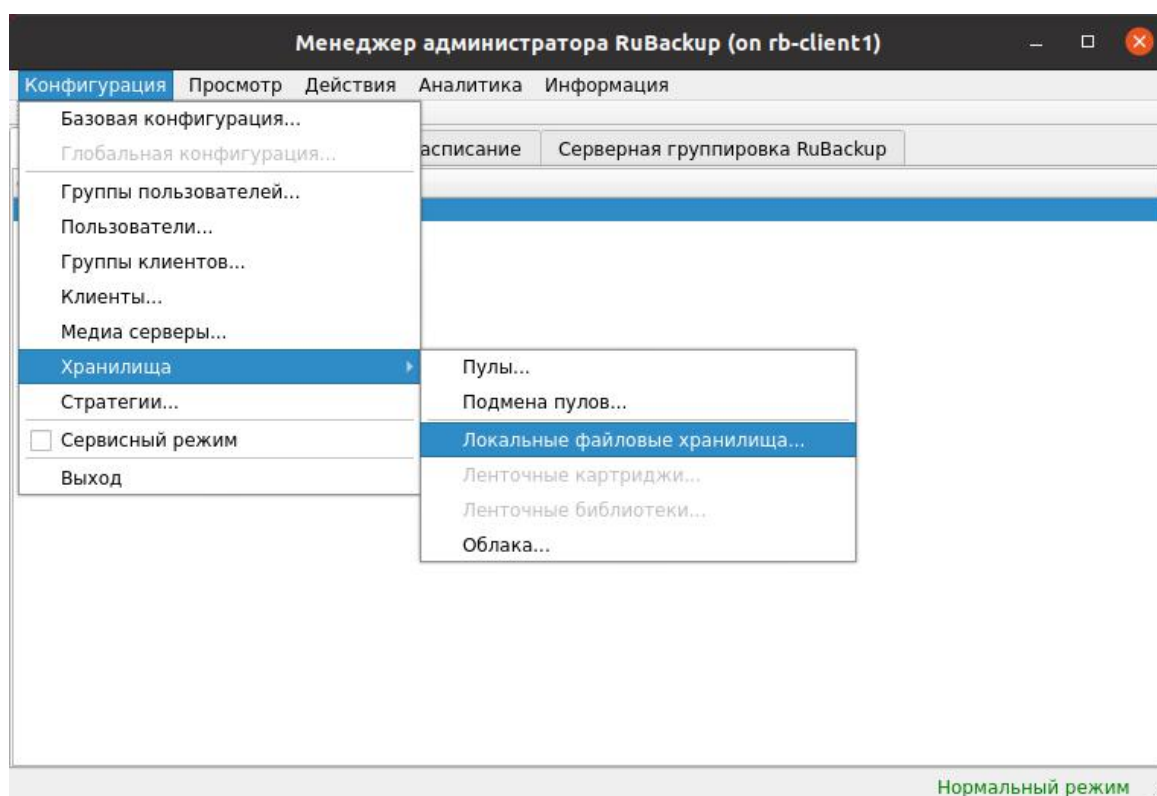 Менеджер администратора RuBackup (on rb-client1)
Конфигурация Просмотр Действия Аналитика Информация
Базовая конфигурация...
Глобальная конфигурация...
асписание Серверная группировка RuBackup
Группы пользователей...
Пользователи...
Группы клиентов...
Клиенты...
Медиа серверы...
Хранилища
Пулы...
Стратегии...
Подмена пулов...
Сервисный режим
Локальные файловые хранилища...
Выход
Ленточные картриджи...
Ленточные библиотеки...
Облака...
Нормальный режим